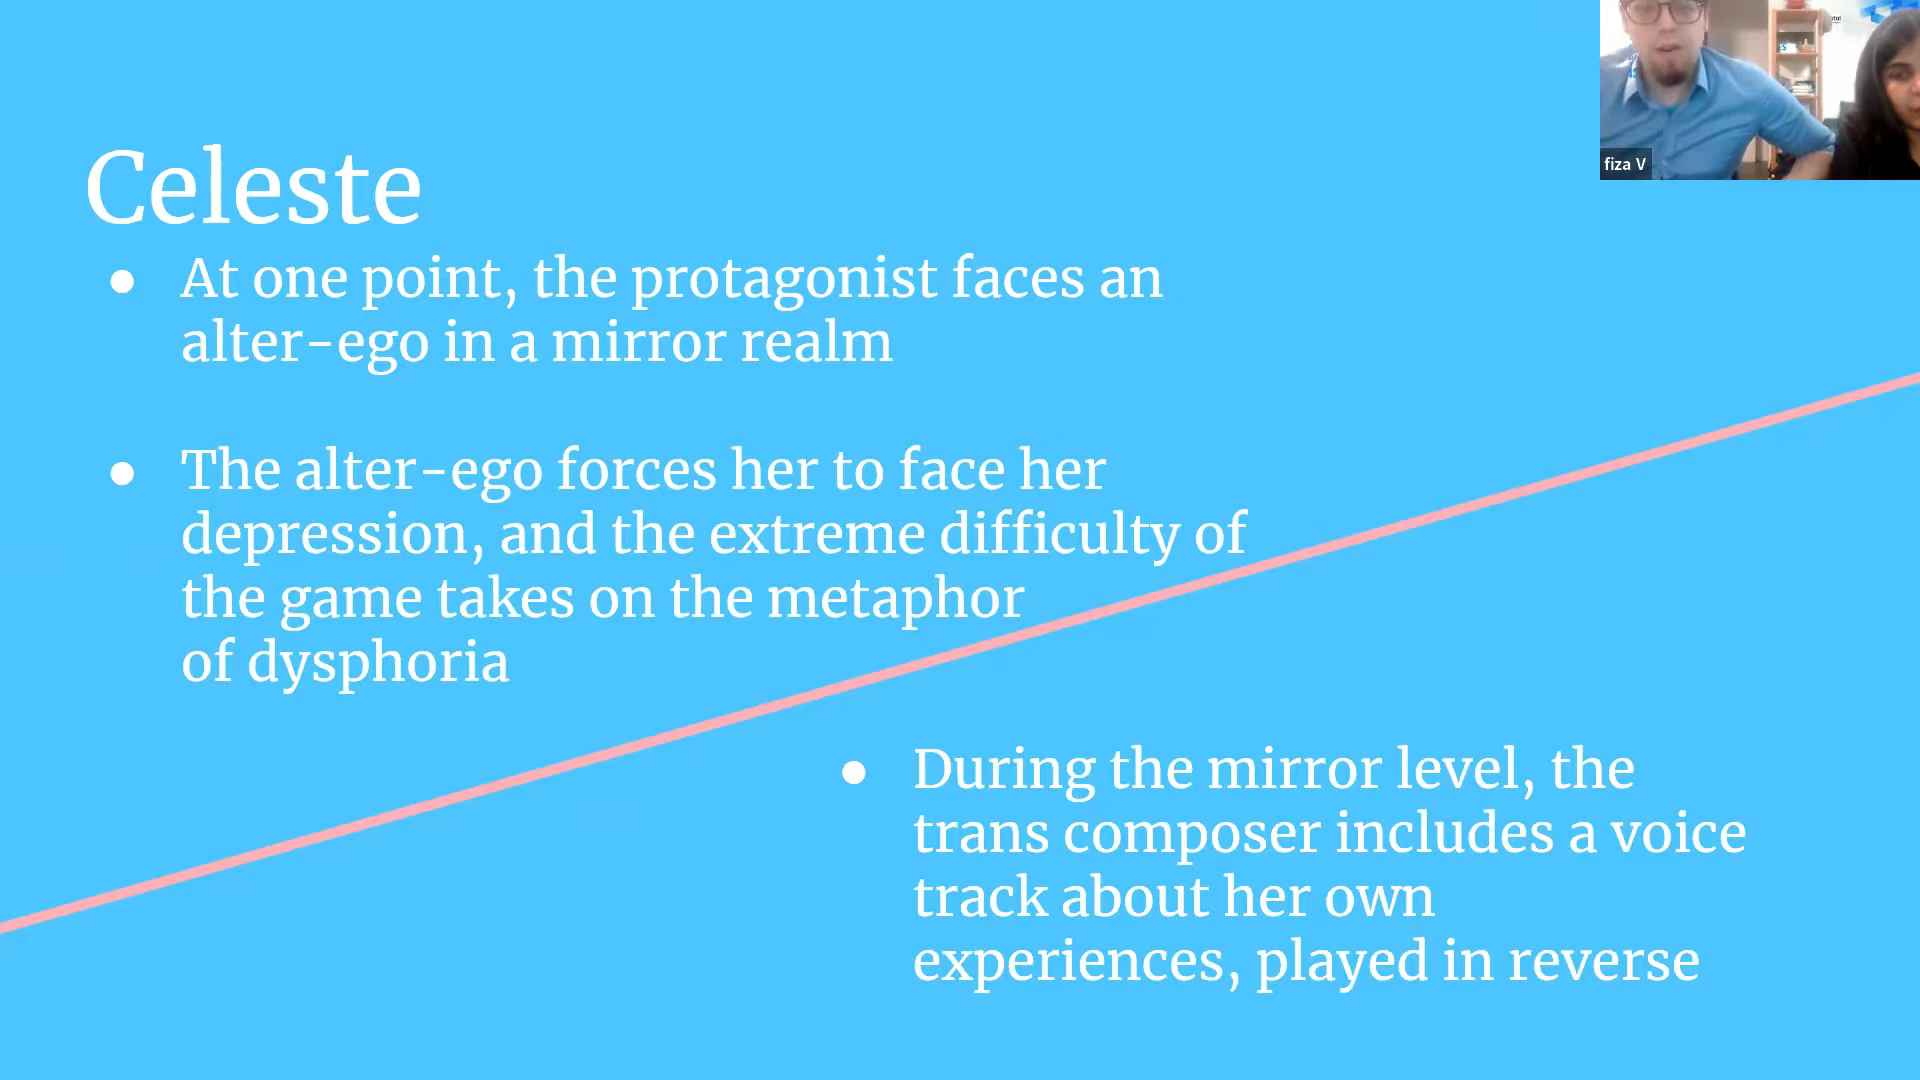 Celeste
● At one point, the protagonist faces an
alter-ego in a mirror realm
● The alter-ego forces her to face her
depression, and the extreme difficulty of
the game takes on the metaphor
of dysphoria
● During the mirror level, the
trans composer includes a voice
track about her own
experiences, played in reverse
fiza V